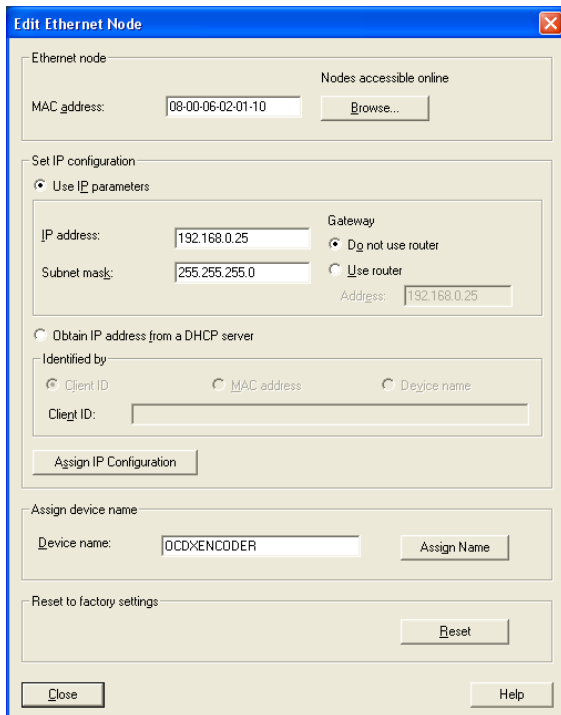 Edit Ethernet Node
Ethernet node
Nodes accessible online
MAC address: 08-00-06-02-01-10 Browse...
Set IP configuration
Use IP parameters
Gateway
IP address: 192.168.0.25 Do not use router
Subnet mask: 255.255.255.0 Use router
Address: 192.168.0.25
Obtain IP address from a DHCP server
Identified by
Client ID MAC address Device name
Client ID:
Assign IP Configuration
Assign device name
Device name: OCDXENCODER Assign Name
Reset to factory settings
Reset
Close Help